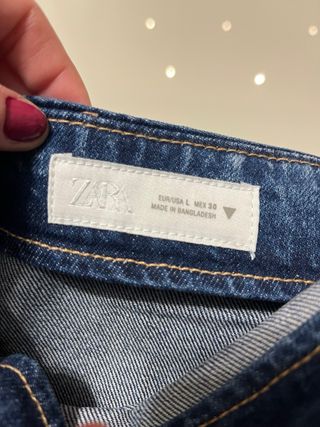 ZARA
EUR/USA L MEX 30
MADE IN BANGLADESH